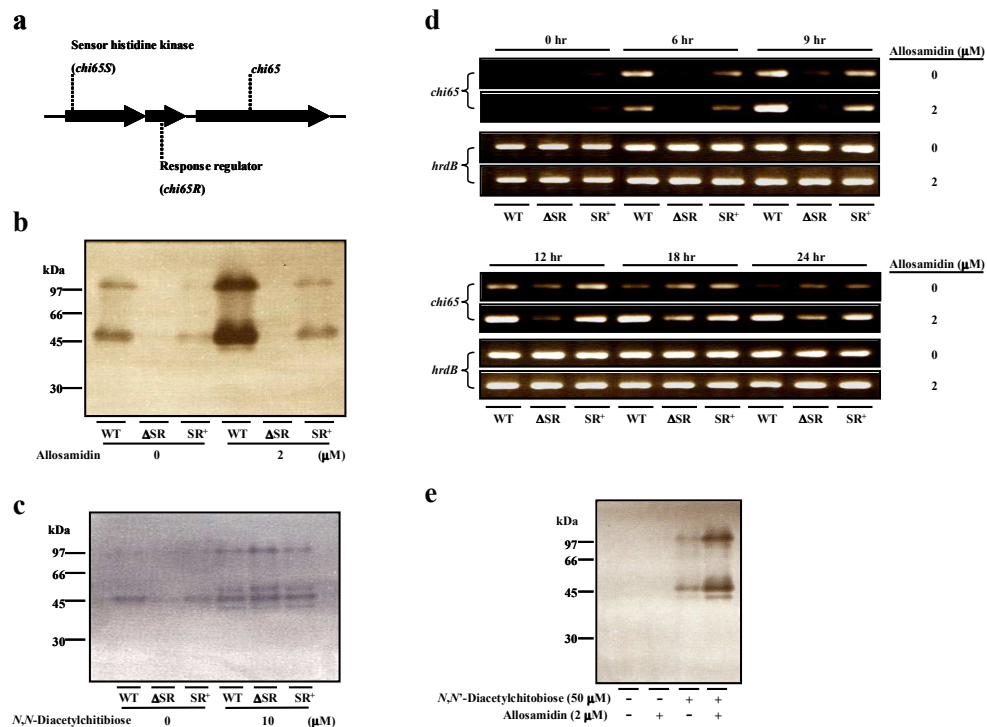 a
Sensor histidine kinase
(chi65S)
chi65
Response regulator
(chi65R)
b
kDa
97
66
45
30
WT ΔSR SR+ WT ΔSR SR+
Allosamidin 0 2 (μM)
c
kDa
97
66
45
30
WT ΔSR SR+ WT ΔSR SR+
N,N-Diacetylchitibiose 0 10 (μM)
d
0 hr 6 hr 9 hr Allosamidin (μM)
chi65 0
2
hrdB 0
2
WT ΔSR SR+ WT ΔSR SR+ WT ΔSR SR+
12 hr 18 hr 24 hr Allosamidin (μM)
chi65 0
2
hrdB 0
2
WT ΔSR SR+ WT ΔSR SR+ WT ΔSR SR+
e
kDa
97
66
45
30
N,N'-Diacetylchitobiose (50 μM) - - + +
Allosamidin (2 μM) - + - +